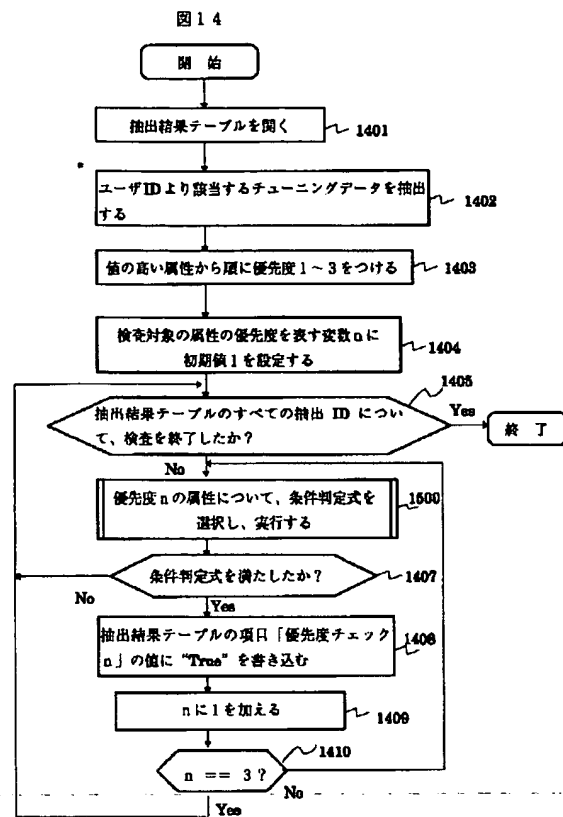 図14
開 始
抽出結果テーブルを開く
1401
ユーザIDより該当するチューニングデータを抽出
する
1402
値の高い属性から順に優先度1～3をつける
1403
検査対象の属性の優先度を表す変数nに
初期値1を設定する
1404
1405
抽出結果テーブルのすべての抽出 ID につい
て、検査を終了したか?
Yes
終 了
No
優先度nの属性について、条件判定式を
選択し、実行する
1500
条件判定式を満たしたか?
1407
No
Yes
抽出結果テーブルの項目「優先度チェック
n」の値に "True" を書き込む
1408
nに1を加える
1409
1410
n == 3?
No
Yes